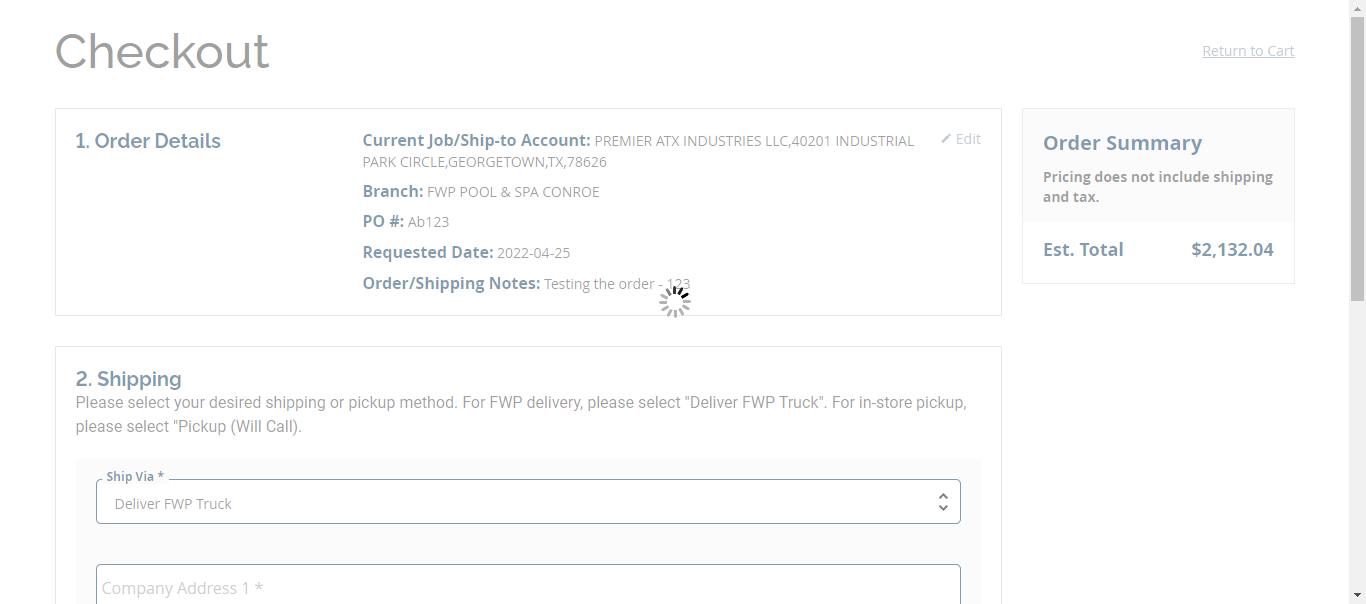 Checkout
Return to Cart
1. Order Details
Current Job/Ship-to Account: PREMIER ATX INDUSTRIES LLC,40201 INDUSTRIAL
PARK CIRCLE,GEORGETOWN,TX,78626
Edit
Branch: FWP POOL & SPA CONROE
PO #: Ab123
Requested Date: 2022-04-25
Order/Shipping Notes: Testing the order - 123
Order Summary
Pricing does not include shipping
and tax.
Est. Total $2,132.04
2. Shipping
Please select your desired shipping or pickup method. For FWP delivery, please select "Deliver FWP Truck". For in-store pickup,
please select "Pickup (Will Call).
Ship Via *
Deliver FWP Truck
Company Address 1 *